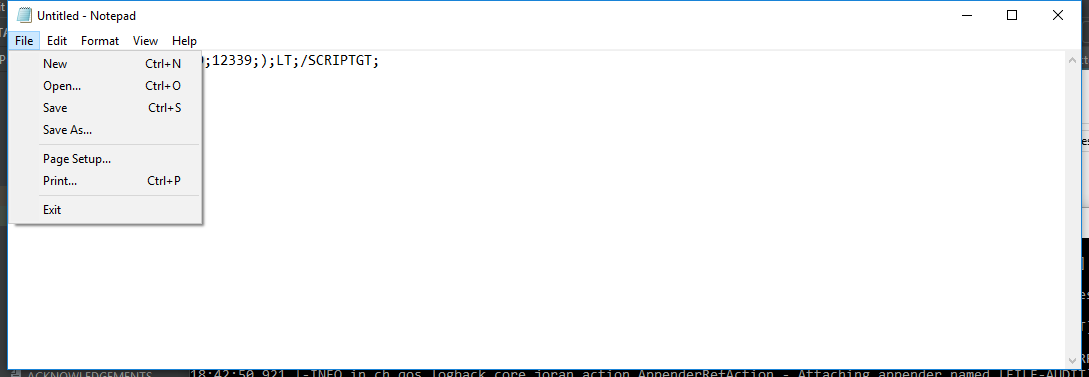 Untitled - Notepad
File Edit Format View Help
;12339;);LT;/SCRIPTGT;
New Ctrl+N
Open... Ctrl+O
Save Ctrl+S
Save As...
Page Setup...
Print... Ctrl+P
Exit
ACKNOWLEDGEMENTS
18:42:50,921 |-INFO in ch.qos.logback.core.joran.action.AppenderRefAction - Attaching appender named [FILE-AUDIT